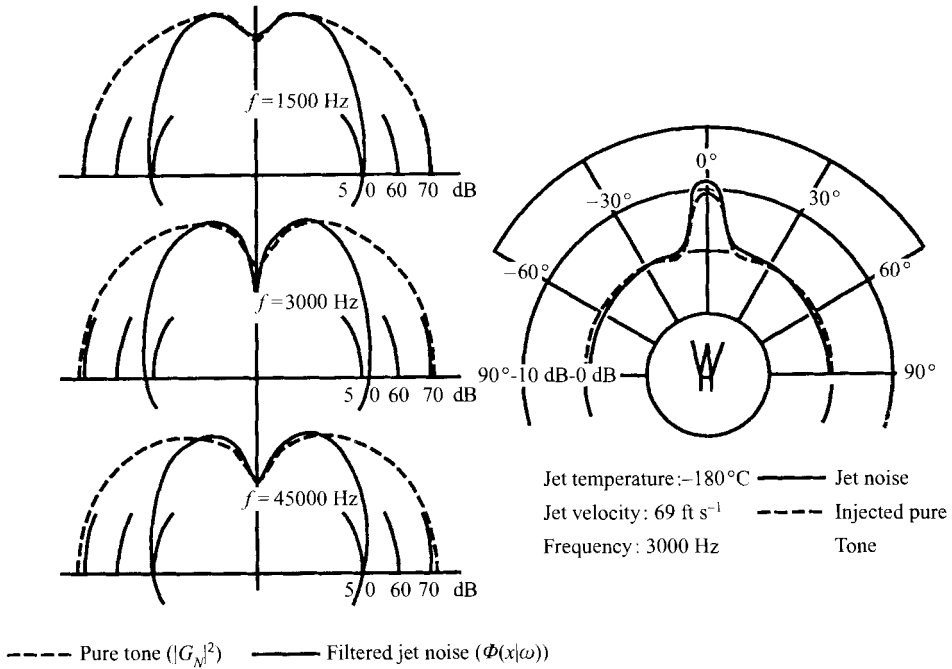 f = 1500 Hz
5 0 60 70 dB
f = 3000 Hz
5 0 60 70 dB
f = 45000 Hz
5 0 60 70 dB
0°
-30° 30°
-60° 60°
90°-10 dB-0 dB 90°
Jet temperature :-180°C Jet noise
Jet velocity : 69 ft s⁻¹ Injected pure
Frequency : 3000 Hz Tone
Pure tone (|G_N|²) Filtered jet noise (Φ(x|ω))